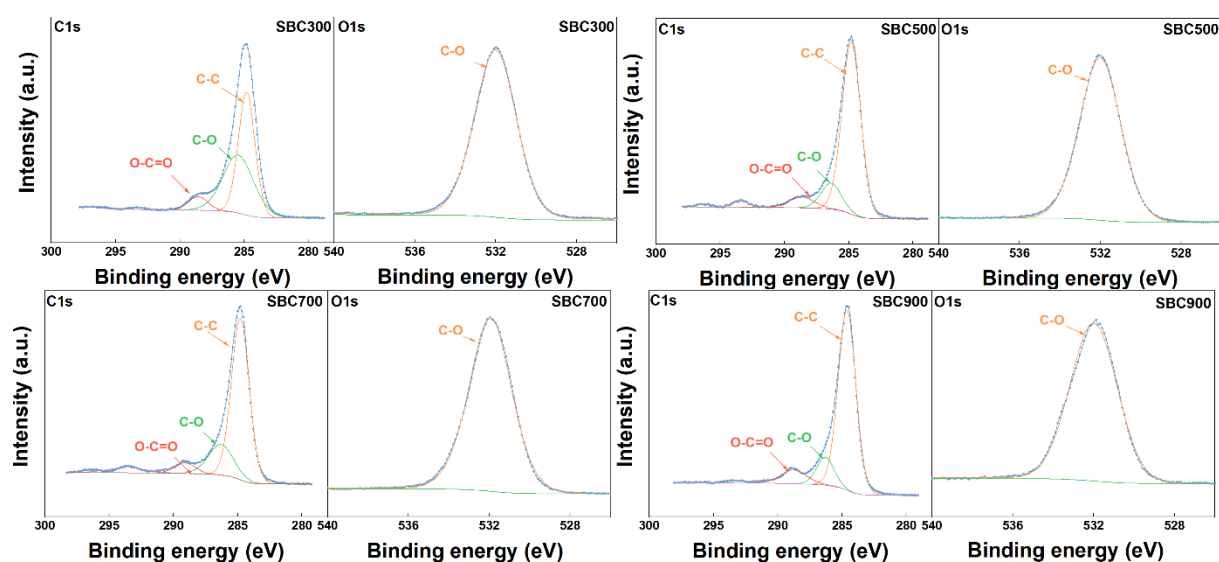 C1s SBC300 O1s SBC300
C-C
C-O
O-C=O
C-O
Intensity (a.u.)
300 295 290 285 280 540 536 532 528
Binding energy (eV) Binding energy (eV)
C1s SBC500 O1s SBC500
C-C
C-O
O-C=O
C-O
Intensity (a.u.)
300 295 290 285 280 540 536 532 528
Binding energy (eV) Binding energy (eV)
C1s SBC700 O1s SBC700
C-C
C-O
O-C=O
C-O
Intensity (a.u.)
300 295 290 285 280 540 536 532 528
Binding energy (eV) Binding energy (eV)
C1s SBC900 O1s SBC900
C-C
C-O
O-C=O
C-O
Intensity (a.u.)
300 295 290 285 280 540 536 532 528
Binding energy (eV) Binding energy (eV)